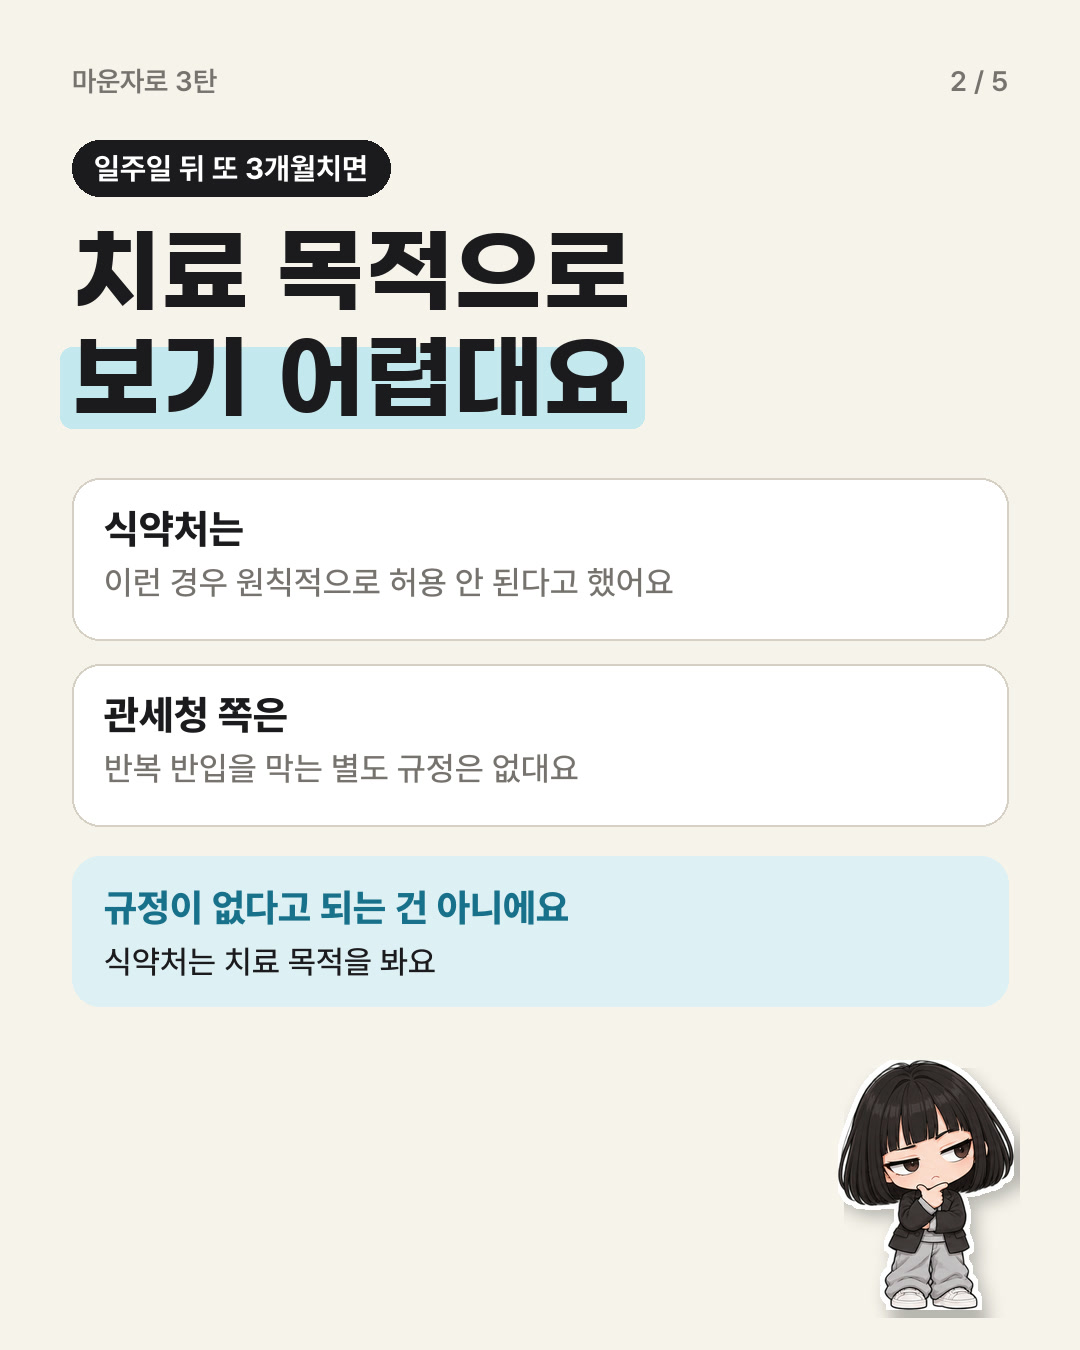 마운자로 3탄
2 / 5
일주일 뒤 또 3개월치면
치료 목적으로
보기 어렵대요
식약처는
이런 경우 원칙적으로 허용 안 된다고 했어요
관세청 쪽은
반복 반입을 막는 별도 규정은 없대요
규정이 없다고 되는 건 아니에요
식약처는 치료 목적을 봐요